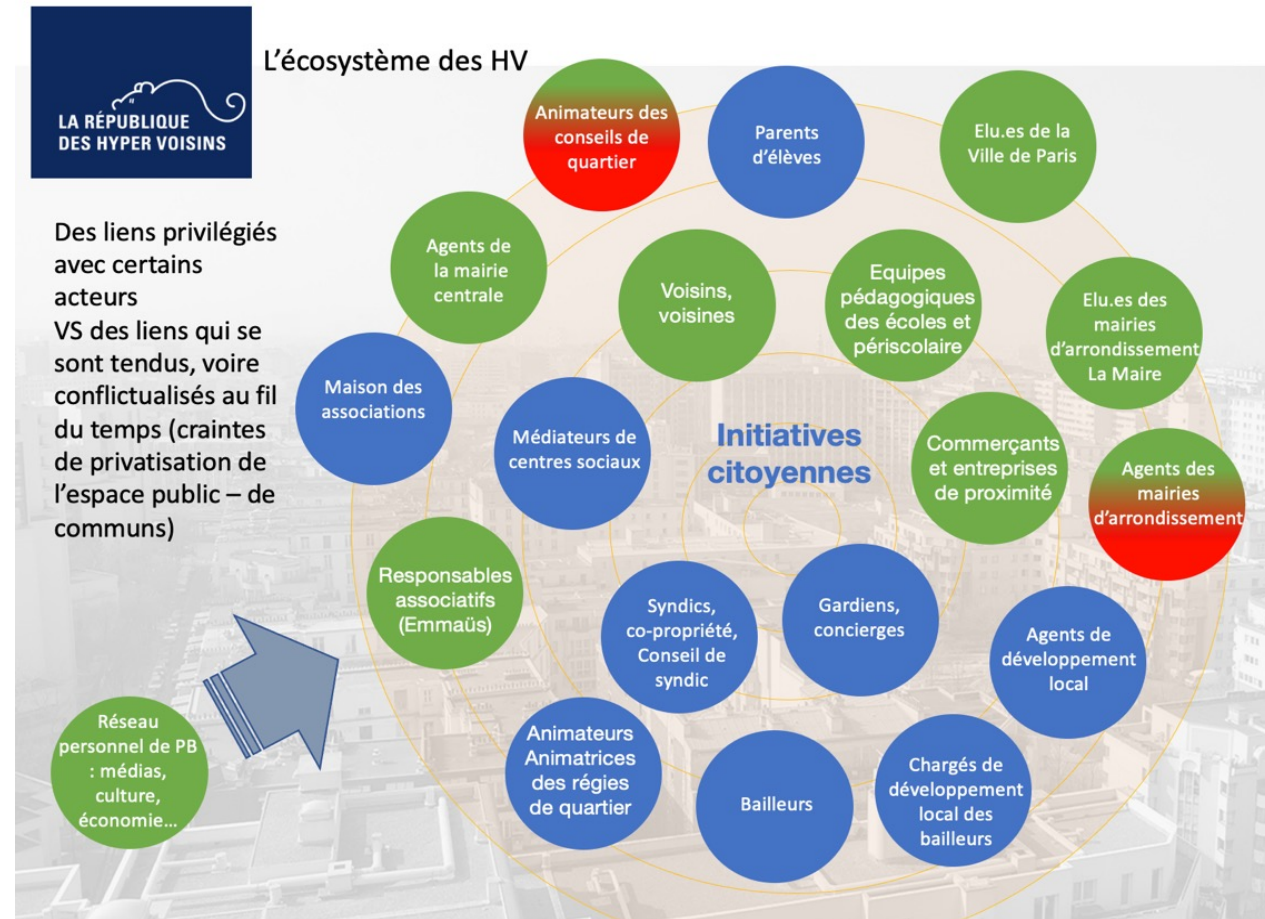 LA RÉPUBLIQUE
DES HYPER VOISINS
L'écosystème des HV
Des liens privilégiés
avec certains
acteurs
VS des liens qui se
sont tendus, voire
conflictualisés au fil
du temps (craintes
de privatisation de
l'espace public – de
communs)
Animateurs des
conseils de
quartier
Parents
d'élèves
Elu.es de la
Ville de Paris
Agents de
la mairie
centrale
Voisins,
voisines
Equipes
pédagogiques
des écoles et
périscolaire
Elu.es des
mairies
d'arrondissement
La Maire
Maison des
associations
Médiateurs de
centres sociaux
Initiatives
citoyennes
Commerçants
et entreprises
de proximité
Agents des
mairies
d'arrondissement
Responsables
associatifs
(Emmaüs)
Syndics,
co-propriété,
Conseil de
syndic
Gardiens,
concierges
Agents de
développement
local
Réseau
personnel de PB
: médias,
culture,
économie…
Animateurs
Animatrices
des régies
de quartier
Bailleurs
Chargés de
développement
local des
bailleurs